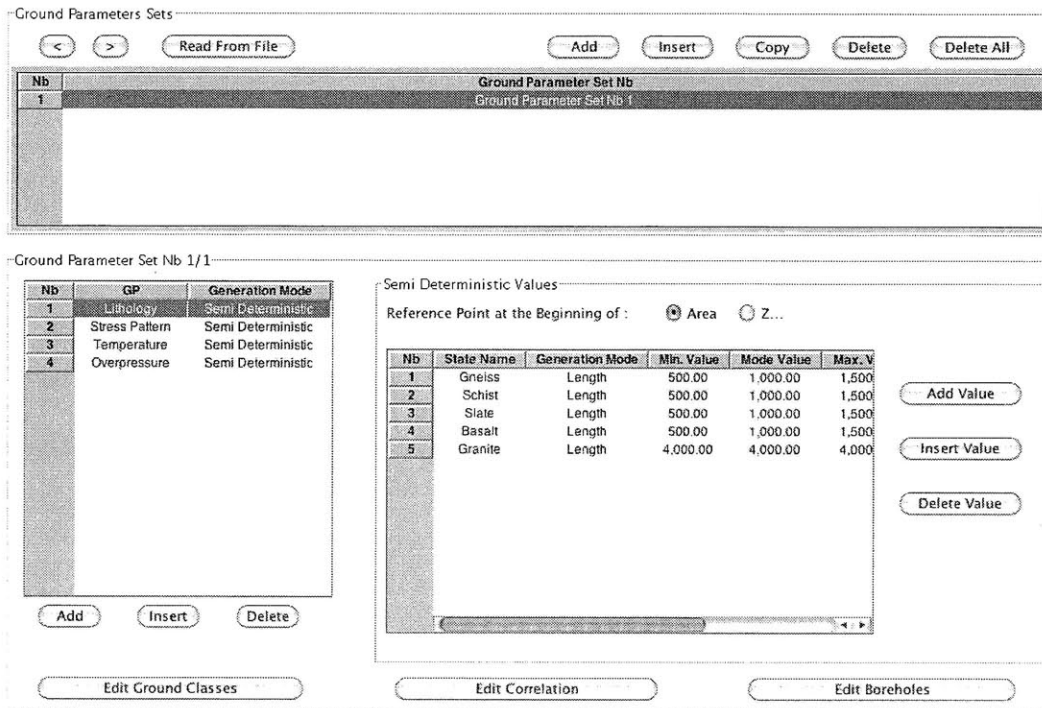 Ground Parameters Sets
< > Read From File Add Insert Copy Delete Delete All
Nb Ground Parameter Set Nb
1 Ground Parameter Set Nb 1
Ground Parameter Set Nb 1/1
Nb GP Generation Mode
1 Lithology Semi Deterministic
2 Stress Pattern Semi Deterministic
3 Temperature Semi Deterministic
4 Overpressure Semi Deterministic
Add Insert Delete
Semi Deterministic Values
Reference Point at the Beginning of : Area Z...
Nb State Name Generation Mode Min. Value Mode Value Max. V
1 Gneiss Length 500.00 1,000.00 1,500
2 Schist Length 500.00 1,000.00 1,500
3 Slate Length 500.00 1,000.00 1,500
4 Basalt Length 500.00 1,000.00 1,500
5 Granite Length 4,000.00 4,000.00 4,000
Add Value
Insert Value
Delete Value
Edit Ground Classes Edit Correlation Edit Boreholes